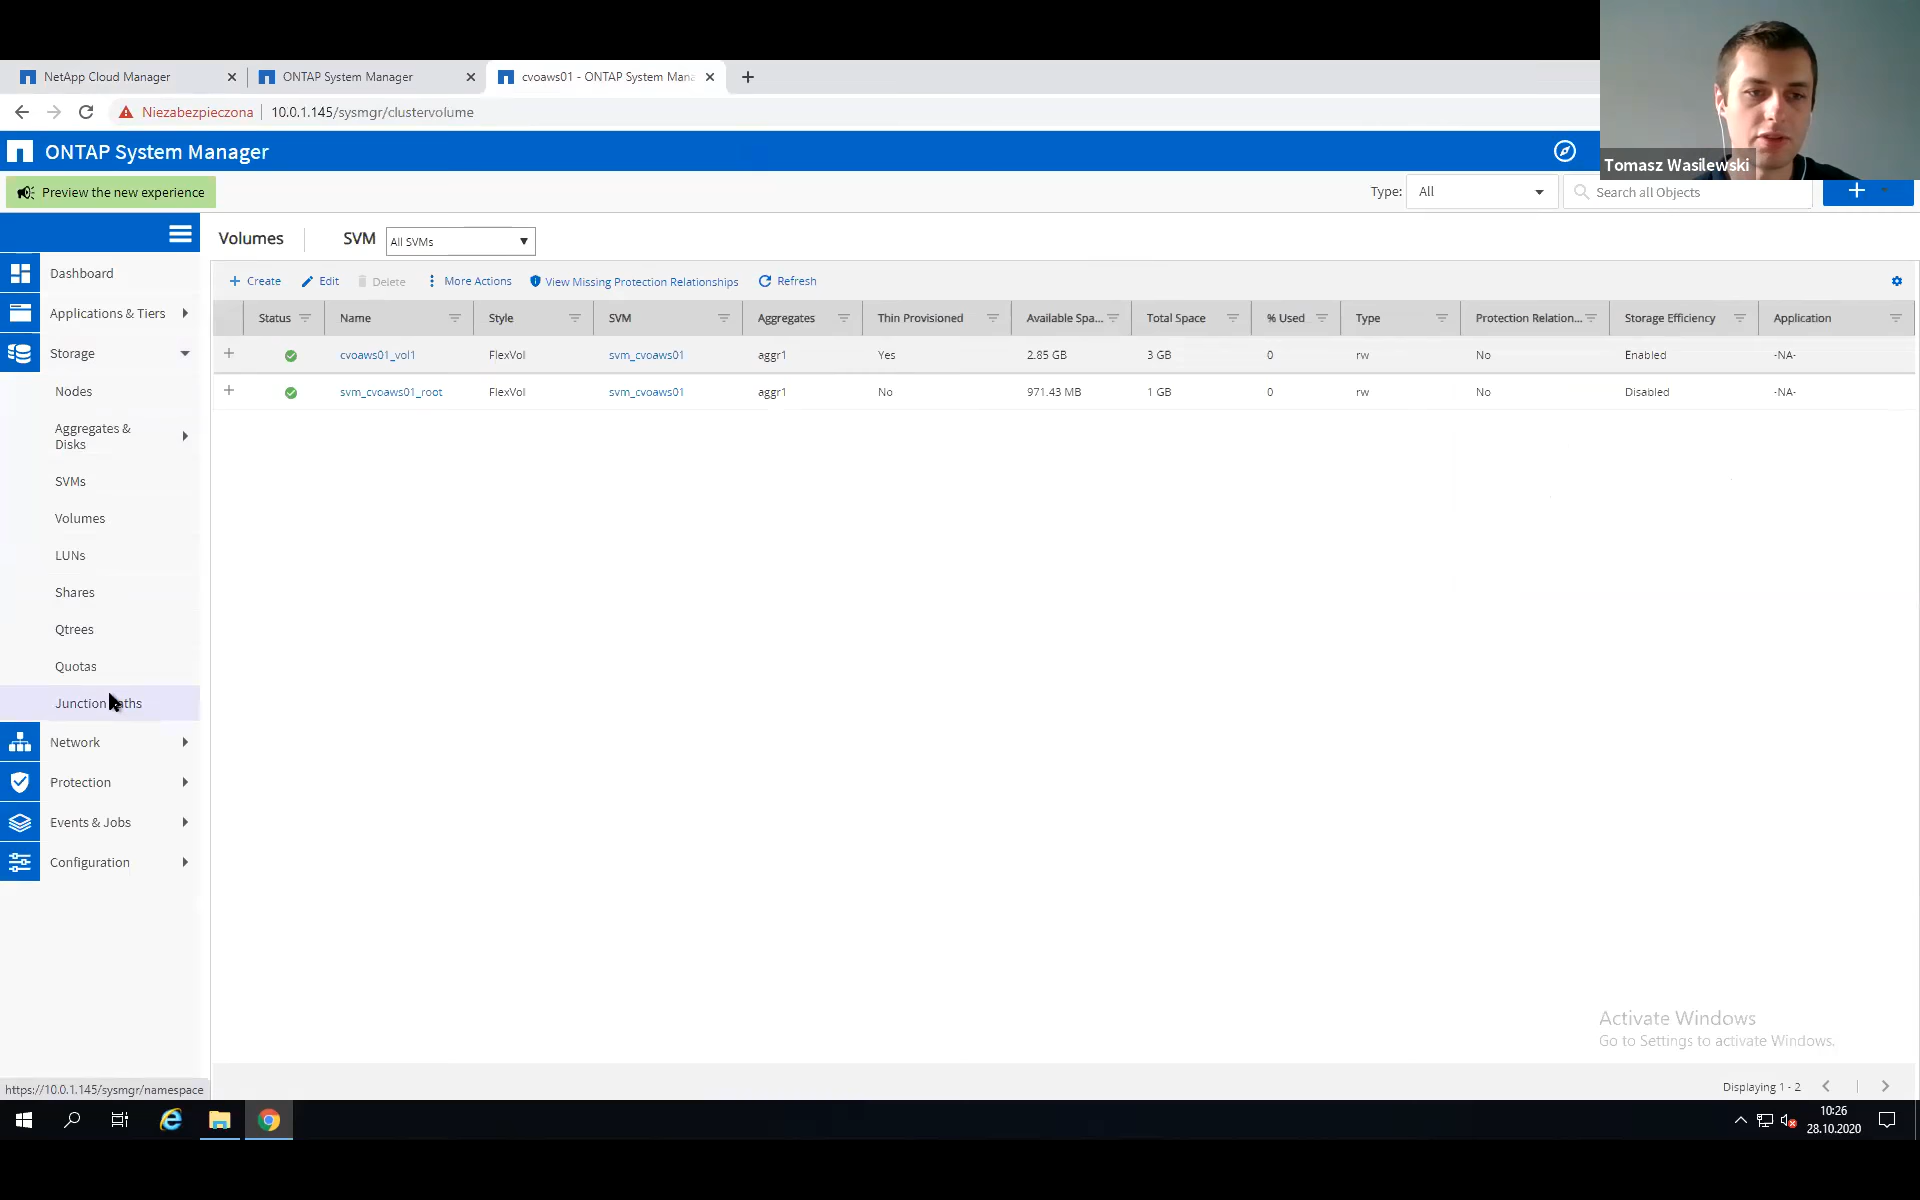 NetApp Cloud Manager
ONTAP System Manager
cvoaws01 - ONTAP System Mana
Niezabezpieczona
10.0.1.145/sysmgr/clustervolume
Tomasz Wasilewski
ONTAP System Manager
Preview the new experience
Type: All
Search all Objects
Volumes
SVM
All SVMs
Create
Edit
Delete
More Actions
View Missing Protection Relationships
Refresh
Status Name Style SVM Aggregates Thin Provisioned Available Spa... Total Space % Used Type Protection Relation... Storage Efficiency Application
cvoaws01_vol1 FlexVol svm_cvoaws01 aggr1 Yes 2.85 GB 3 GB 0 rw No Enabled -NA-
svm_cvoaws01_root FlexVol svm_cvoaws01 aggr1 No 971.43 MB 1 GB 0 rw No Disabled -NA-
Dashboard
Applications & Tiers
Storage
Nodes
Aggregates &
Disks
SVMs
Volumes
LUNs
Shares
Qtrees
Quotas
Junction
Network
Protection
Events & Jobs
Configuration
Activate Windows
Go to Settings to activate Windows.
Displaying 1 - 2
https://10.0.1.145/sysmgr/namespace
10:26
28.10.2020